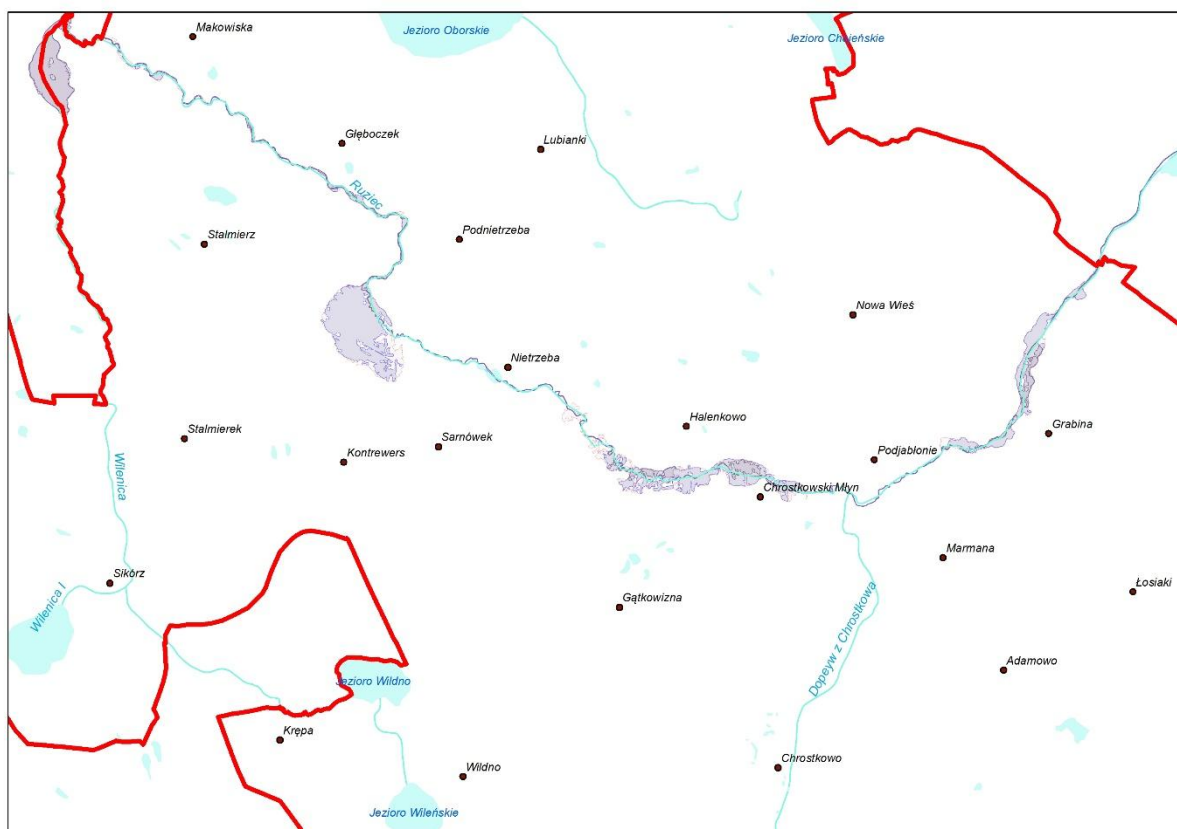 Makowiska
Jezioro Oborskie
Jezioro Chojeńskie
Głęboczek
Lubianki
Ruziec
Stalmierz
Podnietrzeba
Nowa Wieś
Nietrzeba
Halenkowo
Grabina
Stalmierek
Sarnówek
Kontrewers
Podjabłonie
Wilenica
Chrostkowski Młyn
Marmana
Sikórz
Łosiaki
Wilenica I
Gątkowizna
Dopeyw z Chrostkowa
Adamowo
Jezioro Wildno
Krępa
Wildno
Chrostkowo
Jezioro Wileńskie